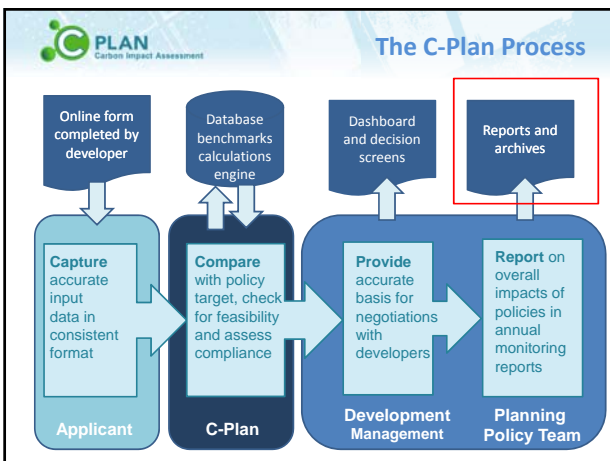 C PLAN
Carbon Impact Assessment
The C-Plan Process
Online form
completed by
developer
Database
benchmarks
calculations
engine
Dashboard
and decision
screens
Reports and
archives
Capture
accurate
input
data in
consistent
format
Compare
with policy
target, check
for feasibility
and assess
compliance
Provide
accurate
basis for
negotiations
with
developers
Report on
overall
impacts of
policies in
annual
monitoring
reports
Applicant
C-Plan
Development
Management
Planning
Policy Team